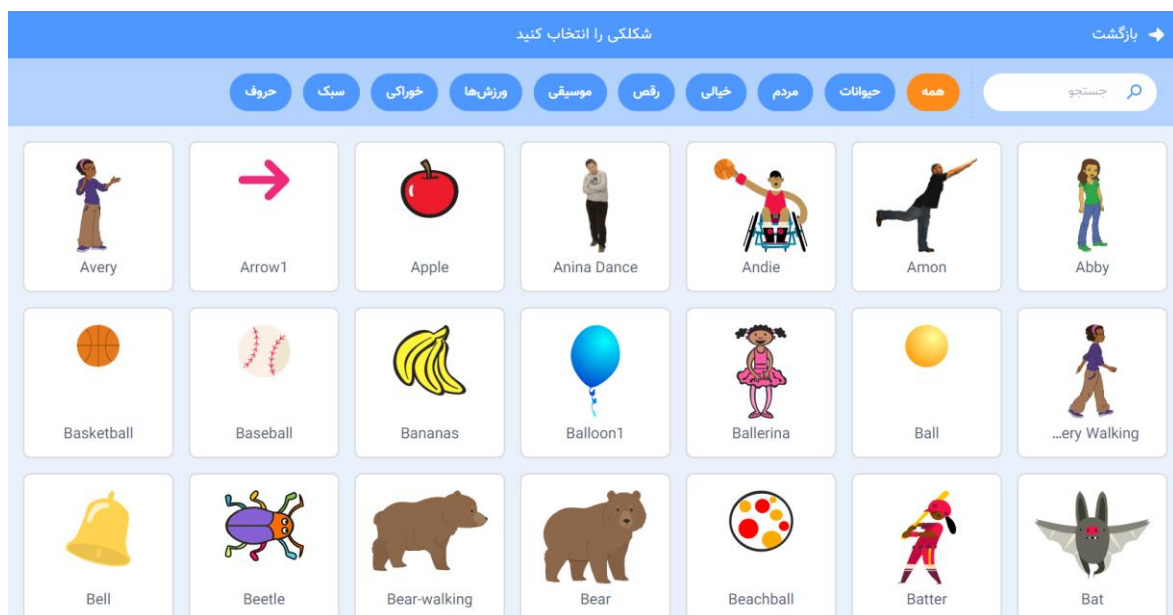 بازگشت
شکلکی را انتخاب کنید
جستجو
همه
حیوانات
مردم
خیالی
رقص
موسیقی
ورزش‌ها
خوراکی
سبک
حروف
Abby
Amon
Andie
Anina Dance
Apple
Arrow1
Avery
...ery Walking
Ball
Ballerina
Balloon1
Bananas
Baseball
Basketball
Bat
Batter
Beachball
Bear
Bear-walking
Beetle
Bell